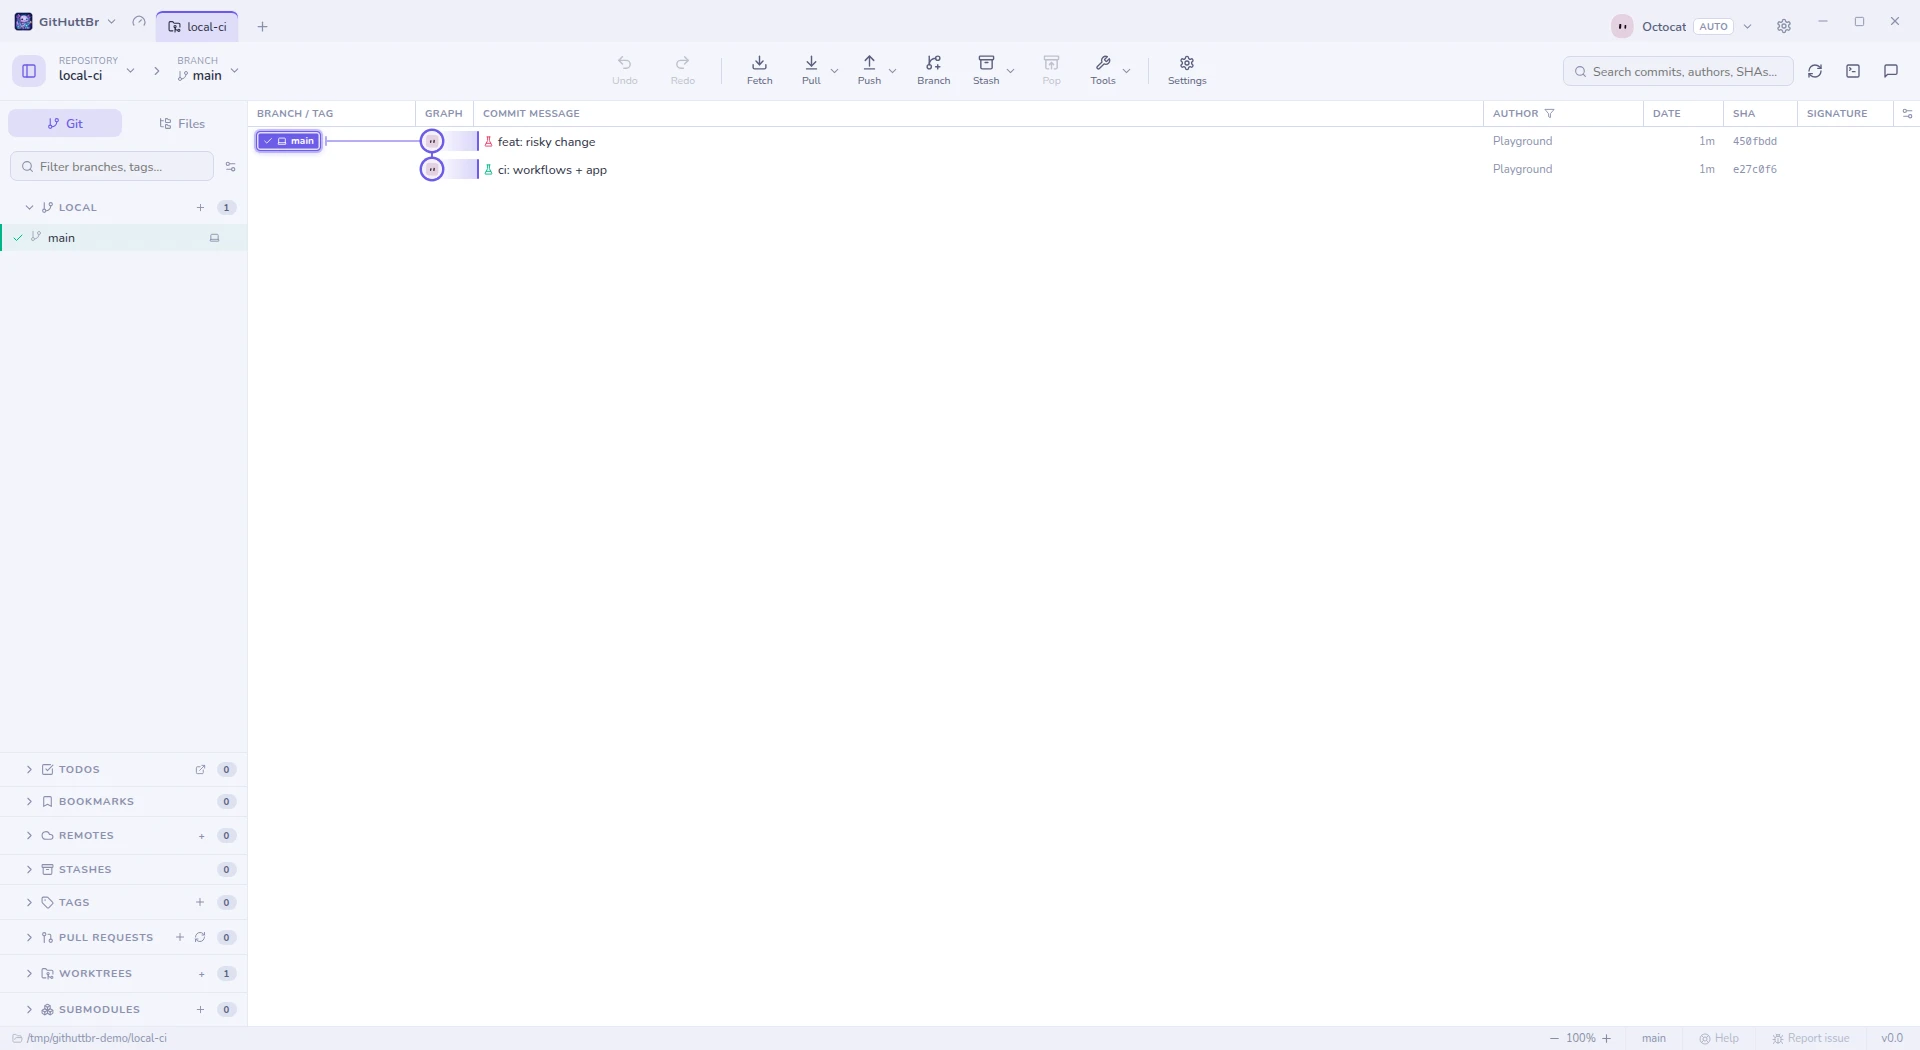 GitHuttBr
local-ci
Octocat AUTO
REPOSITORY
local-ci
BRANCH
main
Undo
Redo
Fetch
Pull
Push
Branch
Stash
Pop
Tools
Settings
Search commits, authors, SHAs...
Git
Files
Filter branches, tags...
LOCAL 1
main
TODOS 0
BOOKMARKS 0
REMOTES 0
STASHES 0
TAGS 0
PULL REQUESTS 0
WORKTREES 1
SUBMODULES 0
BRANCH / TAG GRAPH COMMIT MESSAGE AUTHOR DATE SHA SIGNATURE
main feat: risky change Playground 1m 450fbdd
ci: workflows + app Playground 1m e27c0f6
/tmp/githuttbr-demo/local-ci
100%
main
Help
Report issue
v0.0